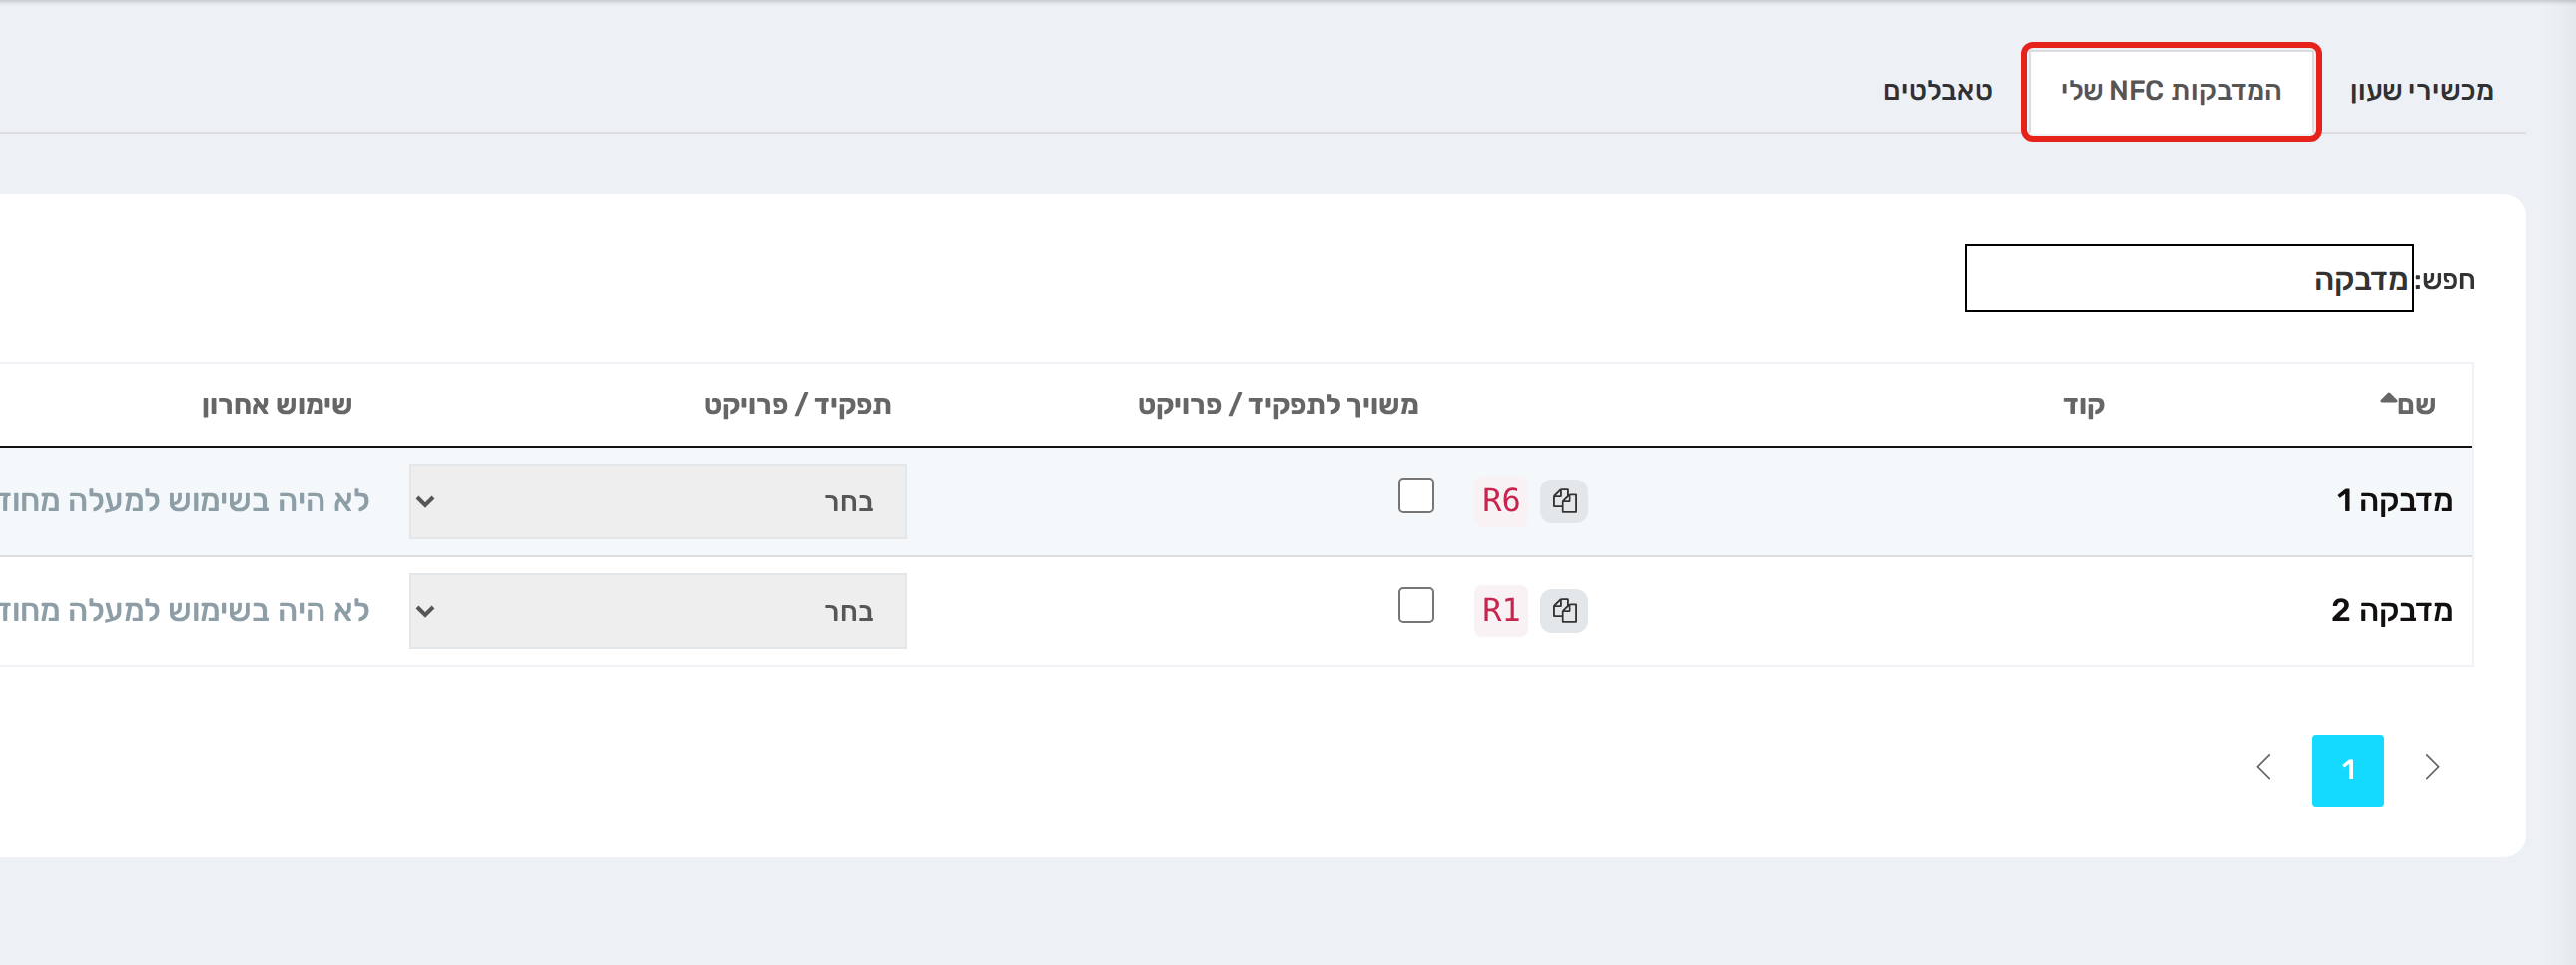 מכשירי שעון
המדבקות NFC שלי
טאבלטים
חפש: מדבקה
שם קוד משויך לתפקיד / פרויקט תפקיד / פרויקט שימוש אחרון
מדבקה 1 R6 בחר לא היה בשימוש למעלה
מדבקה 2 R1 בחר לא היה בשימוש למעלה
1